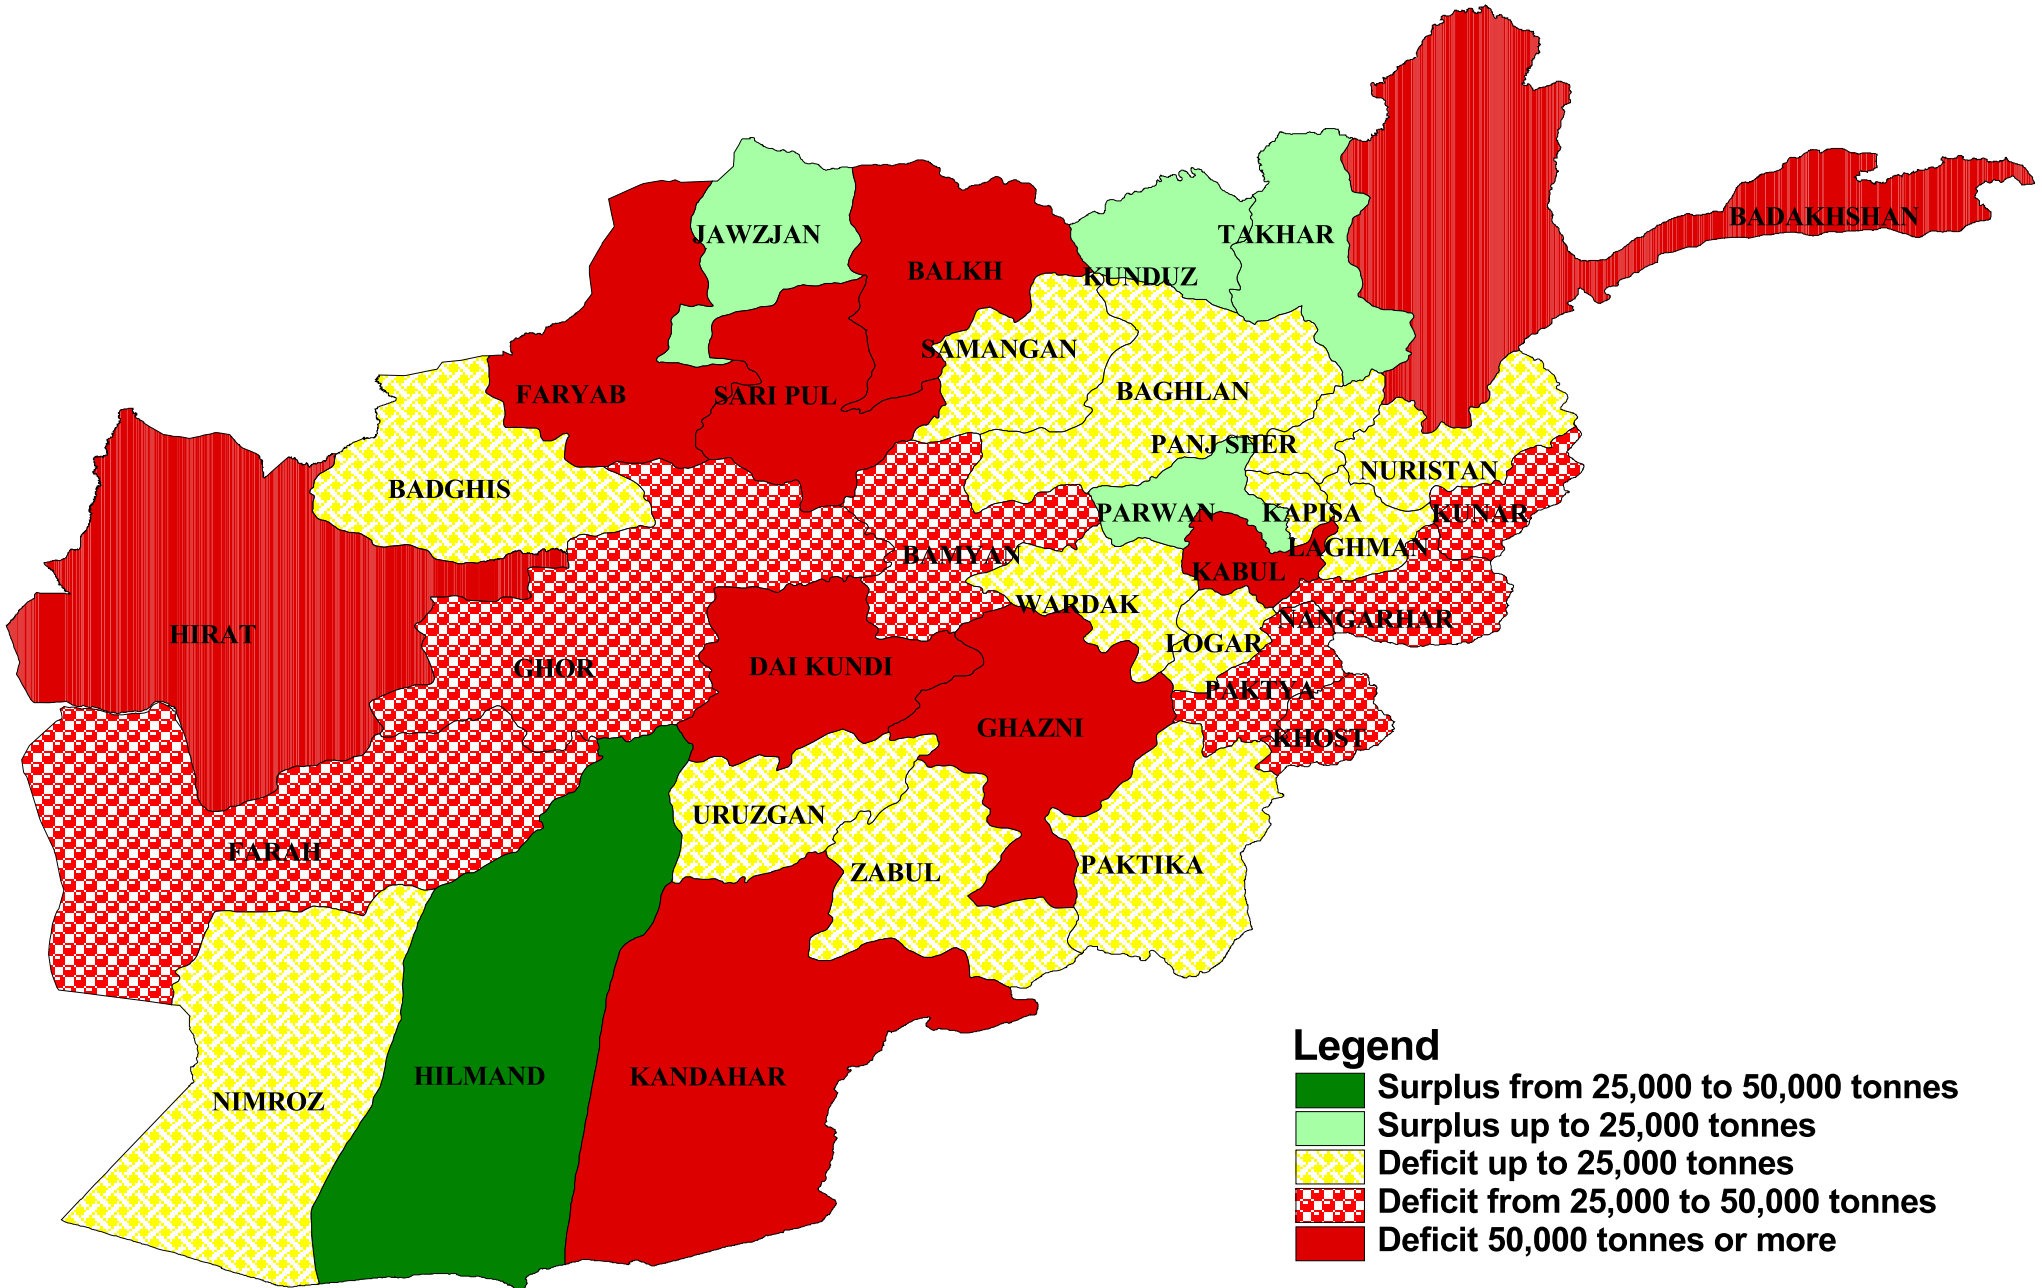 BADAKHSHAN
JAWZJAN
TAKHAR
BALKH
KUNDUZ
SAMANGAN
BAGHLAN
FARYAB
SARI PUL
PANJ SHER
NURISTAN
BADGHIS
PARWAN
KAPISA
KUNAR
LAGHMAN
BAMYAN
KABUL
WARDAK
NANGARHAR
HIRAT
LOGAR
GHOR
DAI KUNDI
PAKTYA
GHAZNI
KHOST
URUZGAN
FARAH
ZABUL
PAKTIKA
HILMAND
KANDAHAR
NIMROZ
Legend
Surplus from 25,000 to 50,000 tonnes
Surplus up to 25,000 tonnes
Deficit up to 25,000 tonnes
Deficit from 25,000 to 50,000 tonnes
Deficit 50,000 tonnes or more